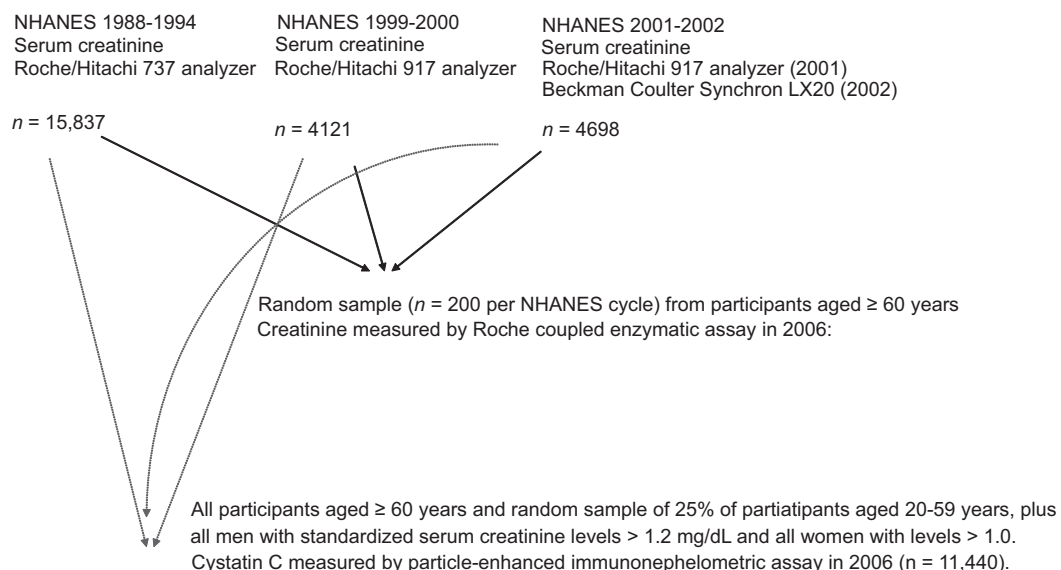 NHANES 1988-1994
Serum creatinine
Roche/Hitachi 737 analyzer
n = 15,837
NHANES 1999-2000
Serum creatinine
Roche/Hitachi 917 analyzer
n = 4121
NHANES 2001-2002
Serum creatinine
Roche/Hitachi 917 analyzer (2001)
Beckman Coulter Synchron LX20 (2002)
n = 4698
Random sample (n = 200 per NHANES cycle) from participants aged ≥ 60 years
Creatinine measured by Roche coupled enzymatic assay in 2006:
All participants aged ≥ 60 years and random sample of 25% of partiatipants aged 20-59 years, plus
all men with standardized serum creatinine levels > 1.2 mg/dL and all women with levels > 1.0.
Cystatin C measured by particle-enhanced immunonephelometric assay in 2006 (n = 11,440).